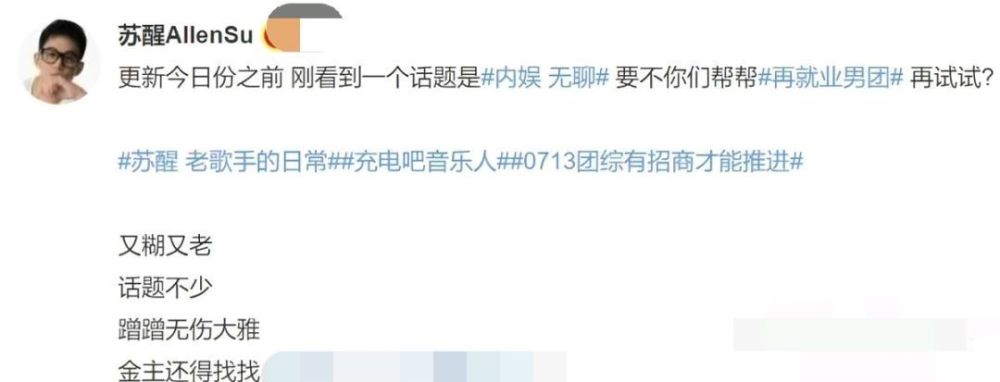 苏醒AllenSu
更新今日份之前 刚看到一个话题是#内娱 无聊# 要不你们帮帮#再就业男团# 再试试?
#苏醒 老歌手的日常##充电吧音乐人##0713团综有招商才能推进#
又糊又老
话题不少
蹭蹭无伤大雅
金主还得找找